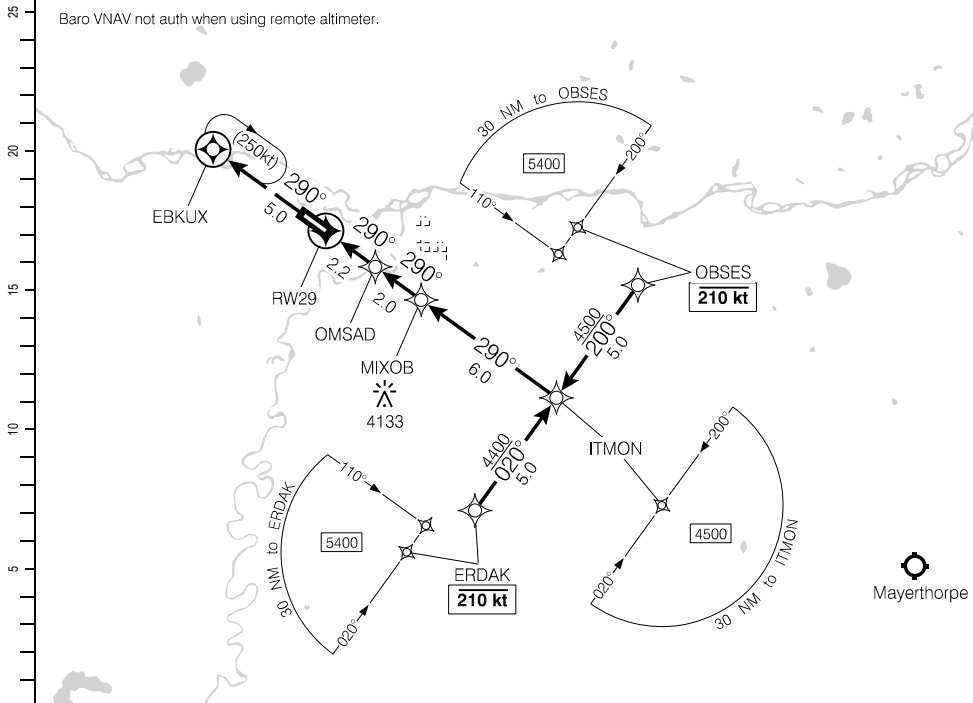 Baro VNAV not auth when using remote altimeter.
25
20
15
10
5
30 NM to OBSES
5400
200°
110°
(250kt)
EBKUX
290°
5.0
RW29
290°
2.2
OMSAD
290°
2.0
MIXOB
4133
290°
6.0
OBSES
210 kt
4500
200°
5.0
ITMON
4400
020°
5.0
ERDAK
210 kt
30 NM to ERDAK
5400
110°
020°
30 NM to ITMON
4500
200°
020°
Mayerthorpe